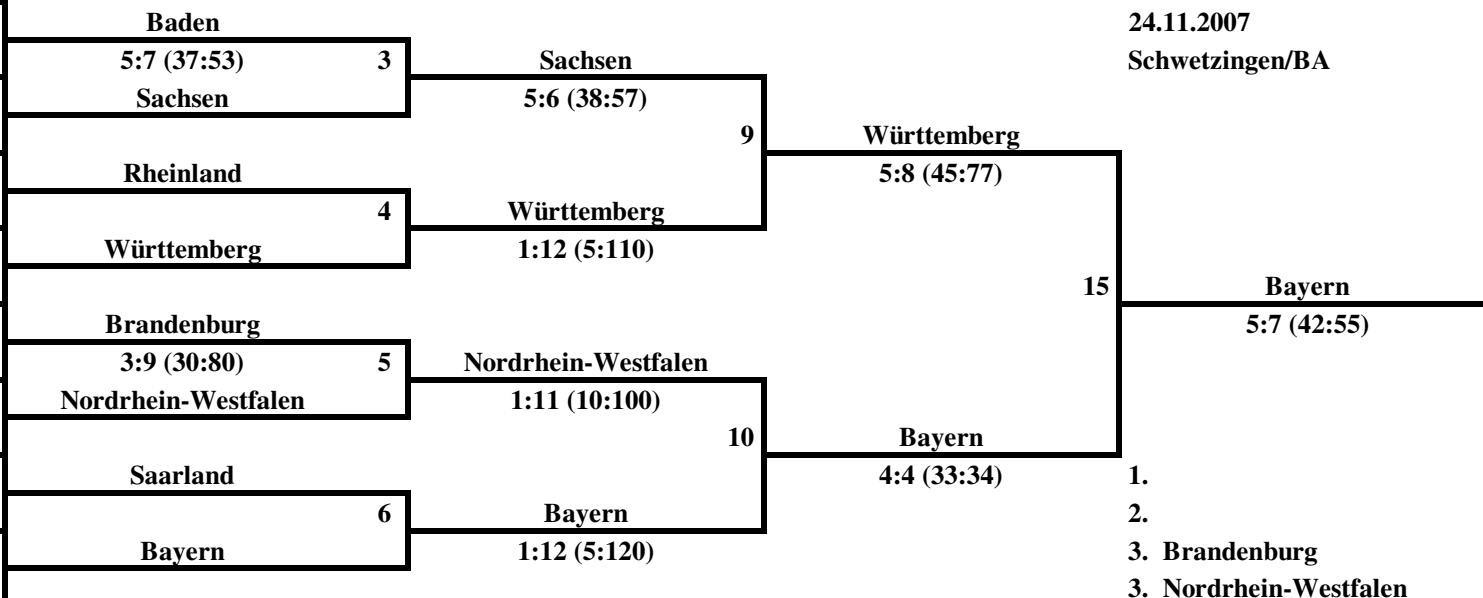 Baden
24.11.2007
5:7 (37:53)
3
Sachsen
Schwetzingen/BA
Sachsen
5:6 (38:57)
9
Württemberg
Rheinland
5:8 (45:77)
4
Württemberg
Württemberg
1:12 (5:110)
15
Bayern
Brandenburg
5:7 (42:55)
3:9 (30:80)
5
Nordrhein-Westfalen
Nordrhein-Westfalen
1:11 (10:100)
10
Bayern
Saarland
4:4 (33:34)
1.
6
Bayern
2.
Bayern
1:12 (5:120)
3. Brandenburg
3. Nordrhein-Westfalen